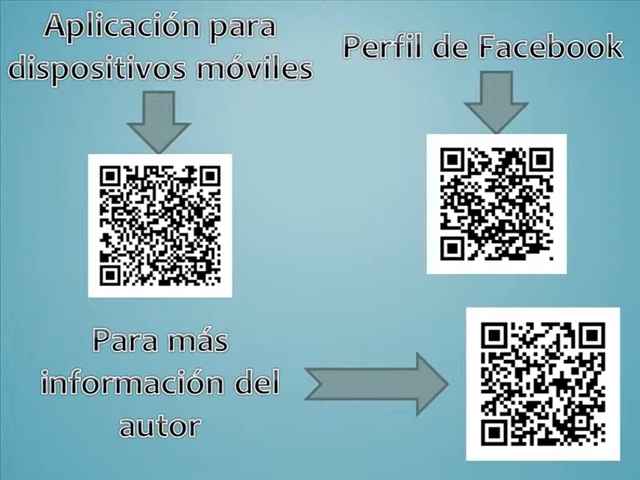 Aplicación para
dispositivos móviles
Perfil de Facebook
Para más
información del
autor